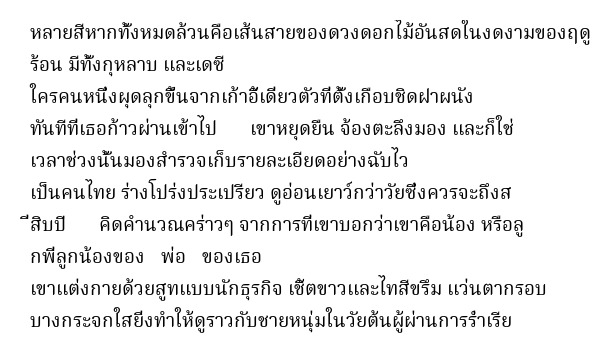 หลายสีหากทั้งหมดล้วนคือเส้นสายของดวงดอกไม้อันสดในงดงามของฤดู
ร้อน มีทั้งกุหลาบ และเดซี
ใครคนหนึ่งผุดลุกขึ้นจากเก้าอี้เดียวตัวที่ตั้งเกือบชิดฝาผนัง
ทันทีที่เธอก้าวผ่านเข้าไป เขาหยุดยืน จ้องตะลึงมอง และก็ใช่
เวลาช่วงนั้นมองสำรวจเก็บรายละเอียดอย่างฉับไว
เป็นคนไทย ร่างโปร่งประเปรียว ดูอ่อนเยาว์กว่าวัยซึ่งควรจะถึงส
ี่สิบปี คิดคำนวณคร่าวๆ จากการที่เขาบอกว่าเขาคือน้อง หรือลู
กพี่ลูกน้องของ พ่อ ของเธอ
เขาแต่งกายด้วยสูทแบบนักธุรกิจ เชิ้ตขาวและไทสีขรึม แว่นตากรอบ
บางกระจกใสยิ่งทำให้ดูราวกับชายหนุ่มในวัยต้นผู้ผ่านการร่ำเรีย